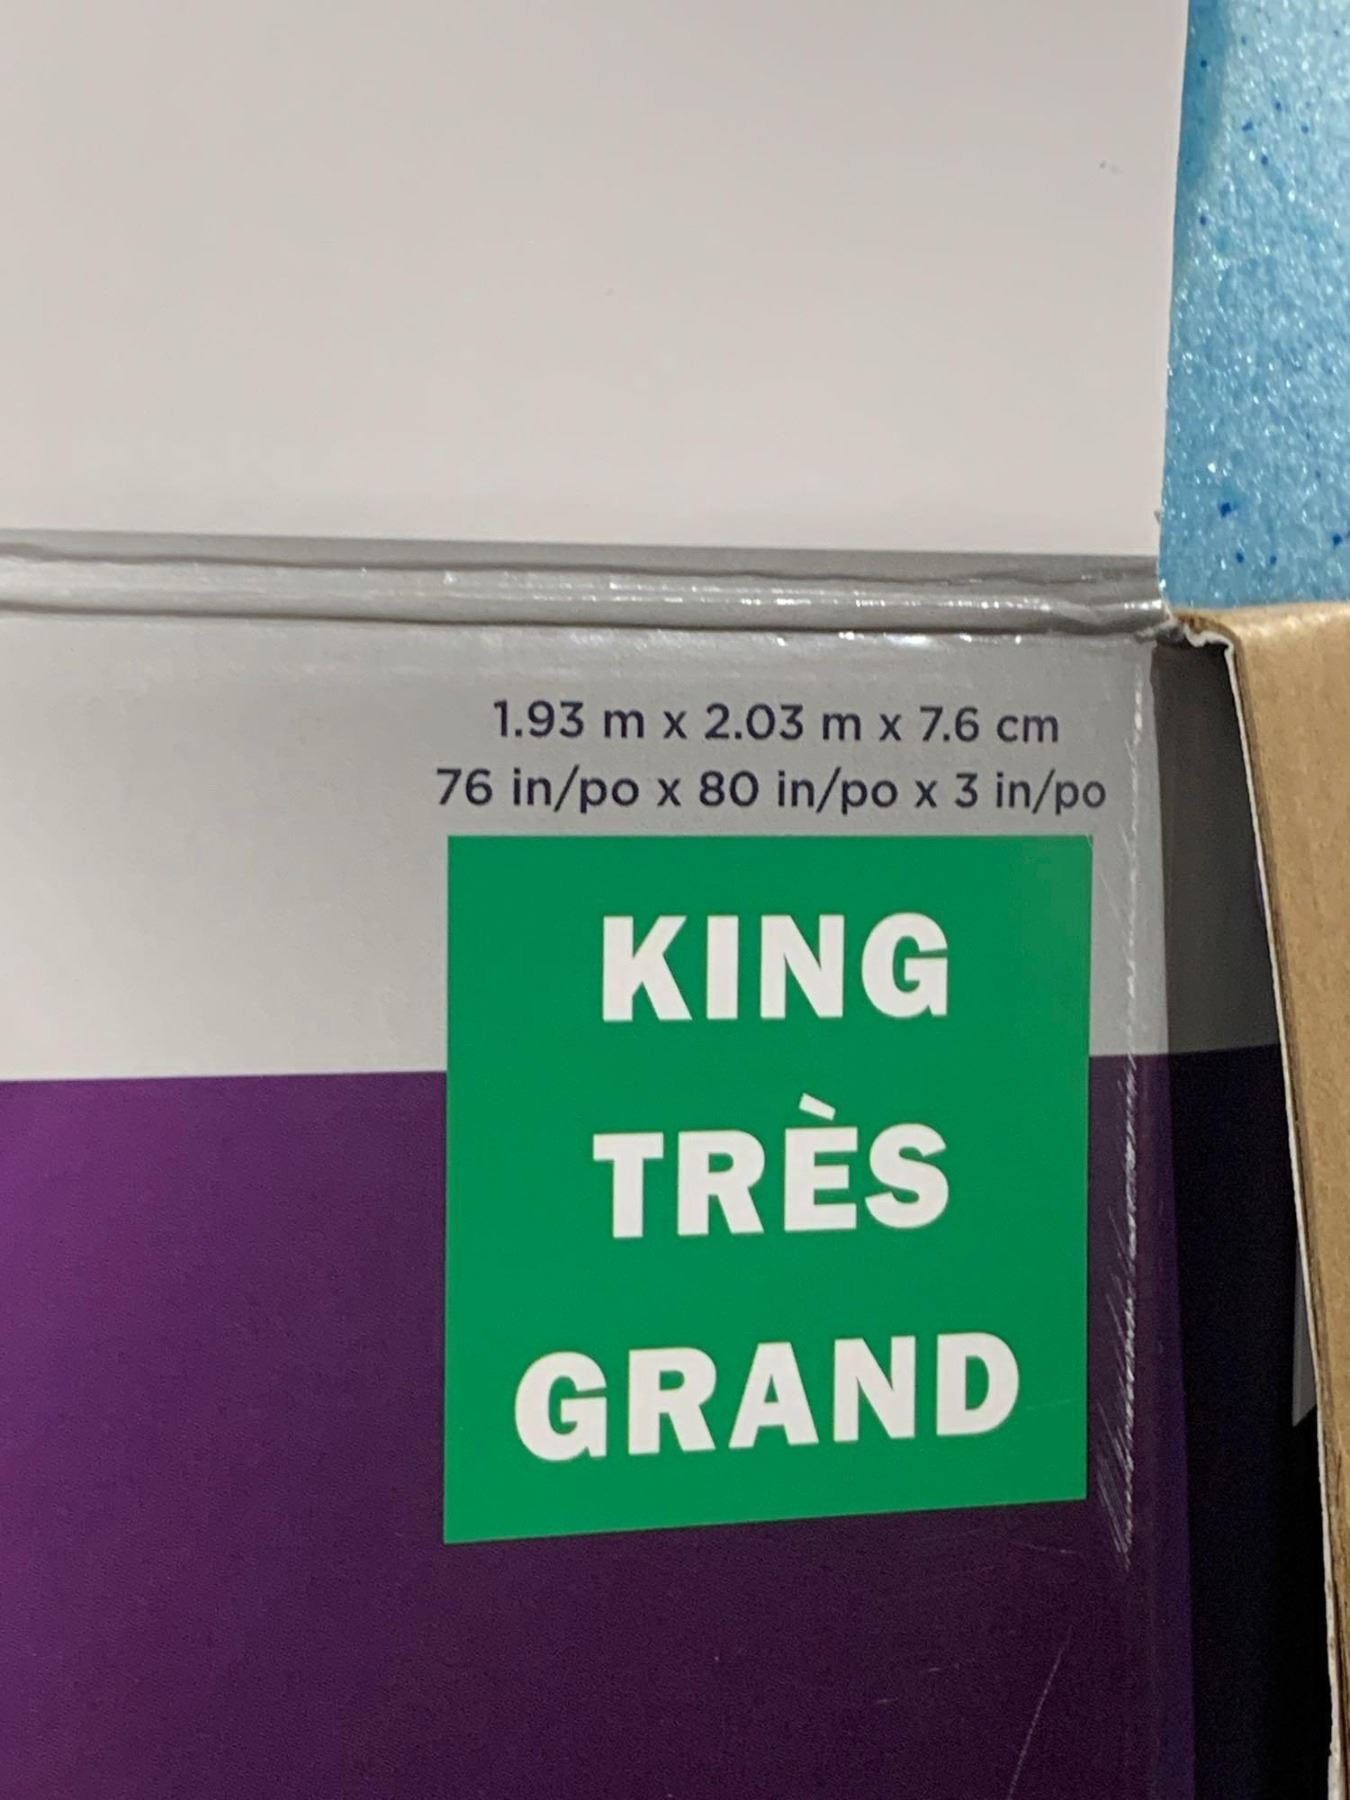 1.93 m x 2.03 m x 7.6 cm
76 in/po x 80 in/po x 3 in/po
KING
TRÈS
GRAND